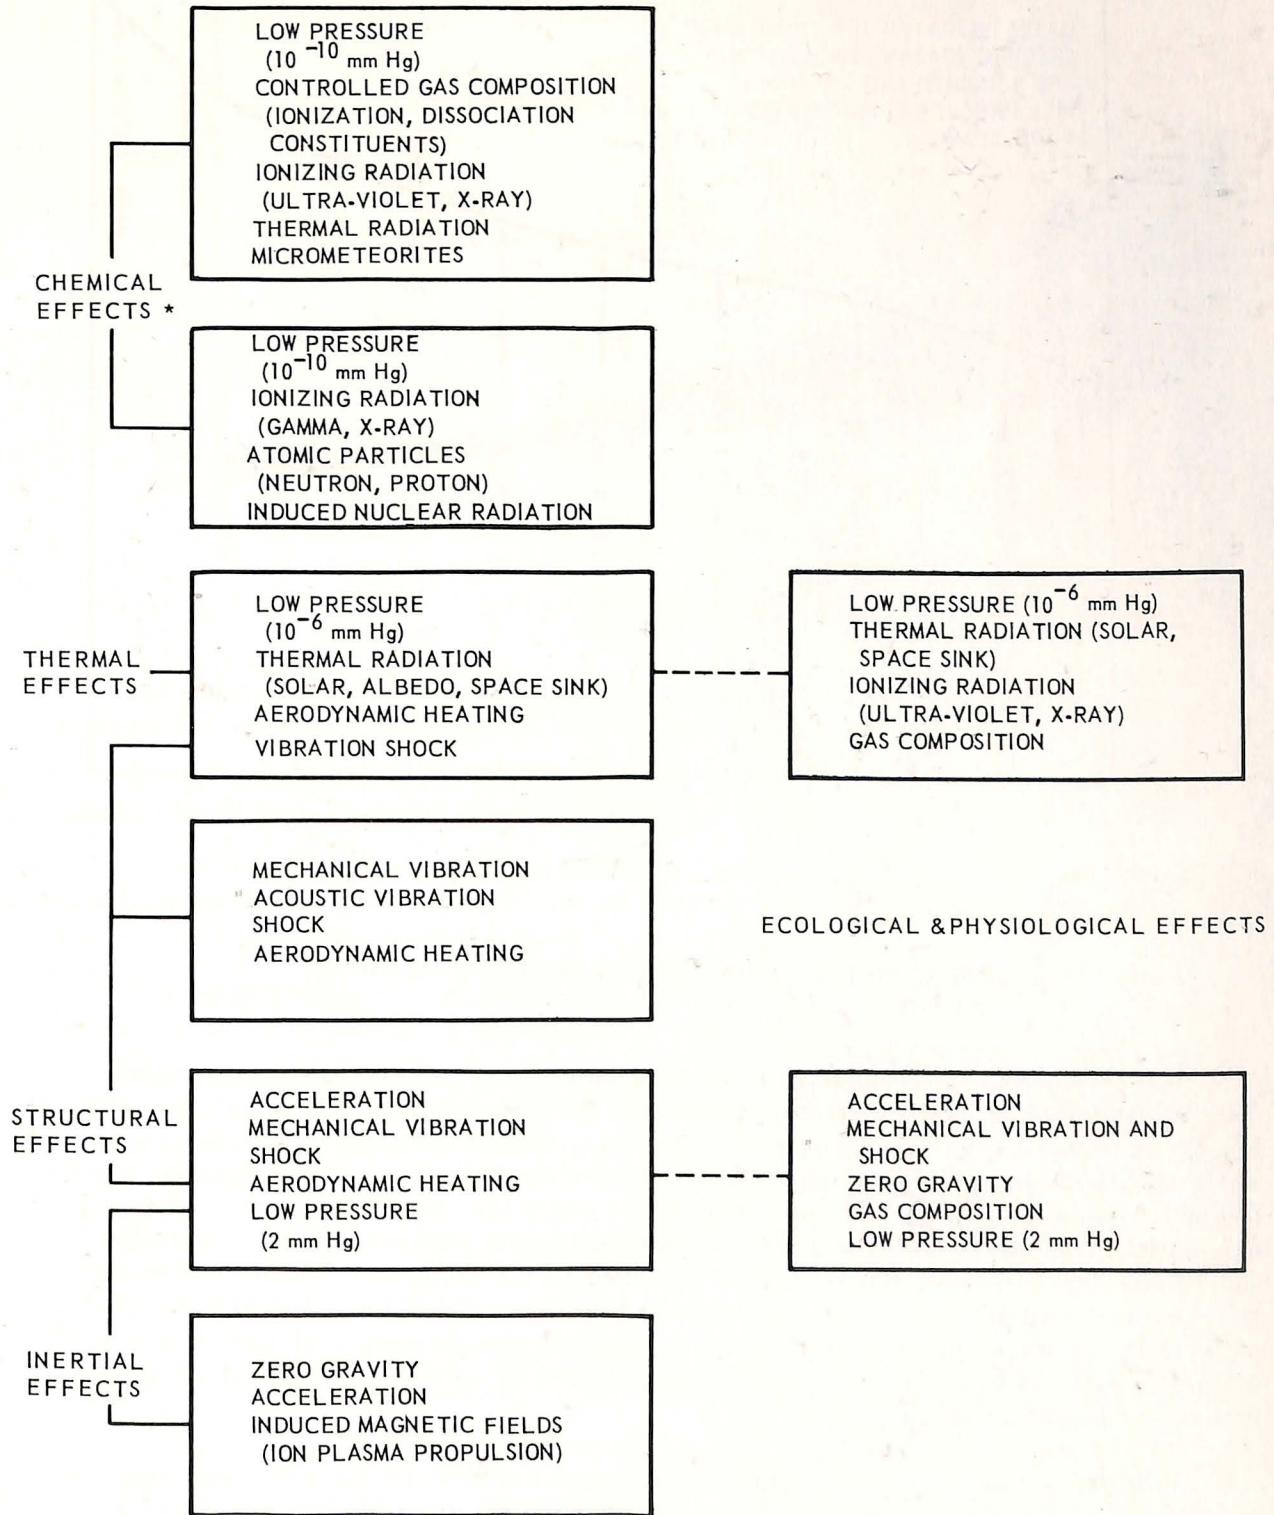 LOW PRESSURE
(10⁻¹⁰ mm Hg)
CONTROLLED GAS COMPOSITION
(IONIZATION, DISSOCIATION
CONSTITUENTS)
IONIZING RADIATION
(ULTRA-VIOLET, X-RAY)
THERMAL RADIATION
MICROMETEORITES
CHEMICAL
EFFECTS *
LOW PRESSURE
(10⁻¹⁰ mm Hg)
IONIZING RADIATION
(GAMMA, X-RAY)
ATOMIC PARTICLES
(NEUTRON, PROTON)
INDUCED NUCLEAR RADIATION
THERMAL
EFFECTS
LOW PRESSURE
(10⁻⁶ mm Hg)
THERMAL RADIATION
(SOLAR, ALBEDO, SPACE SINK)
AERODYNAMIC HEATING
VIBRATION SHOCK
LOW PRESSURE (10⁻⁶ mm Hg)
THERMAL RADIATION (SOLAR,
SPACE SINK)
IONIZING RADIATION
(ULTRA-VIOLET, X-RAY)
GAS COMPOSITION
MECHANICAL VIBRATION
ACOUSTIC VIBRATION
SHOCK
AERODYNAMIC HEATING
ECOLOGICAL &PHYSIOLOGICAL EFFECTS
STRUCTURAL
EFFECTS
ACCELERATION
MECHANICAL VIBRATION
SHOCK
AERODYNAMIC HEATING
LOW PRESSURE
(2 mm Hg)
ACCELERATION
MECHANICAL VIBRATION AND
SHOCK
ZERO GRAVITY
GAS COMPOSITION
LOW PRESSURE (2 mm Hg)
INERTIAL
EFFECTS
ZERO GRAVITY
ACCELERATION
INDUCED MAGNETIC FIELDS
(ION PLASMA PROPULSION)